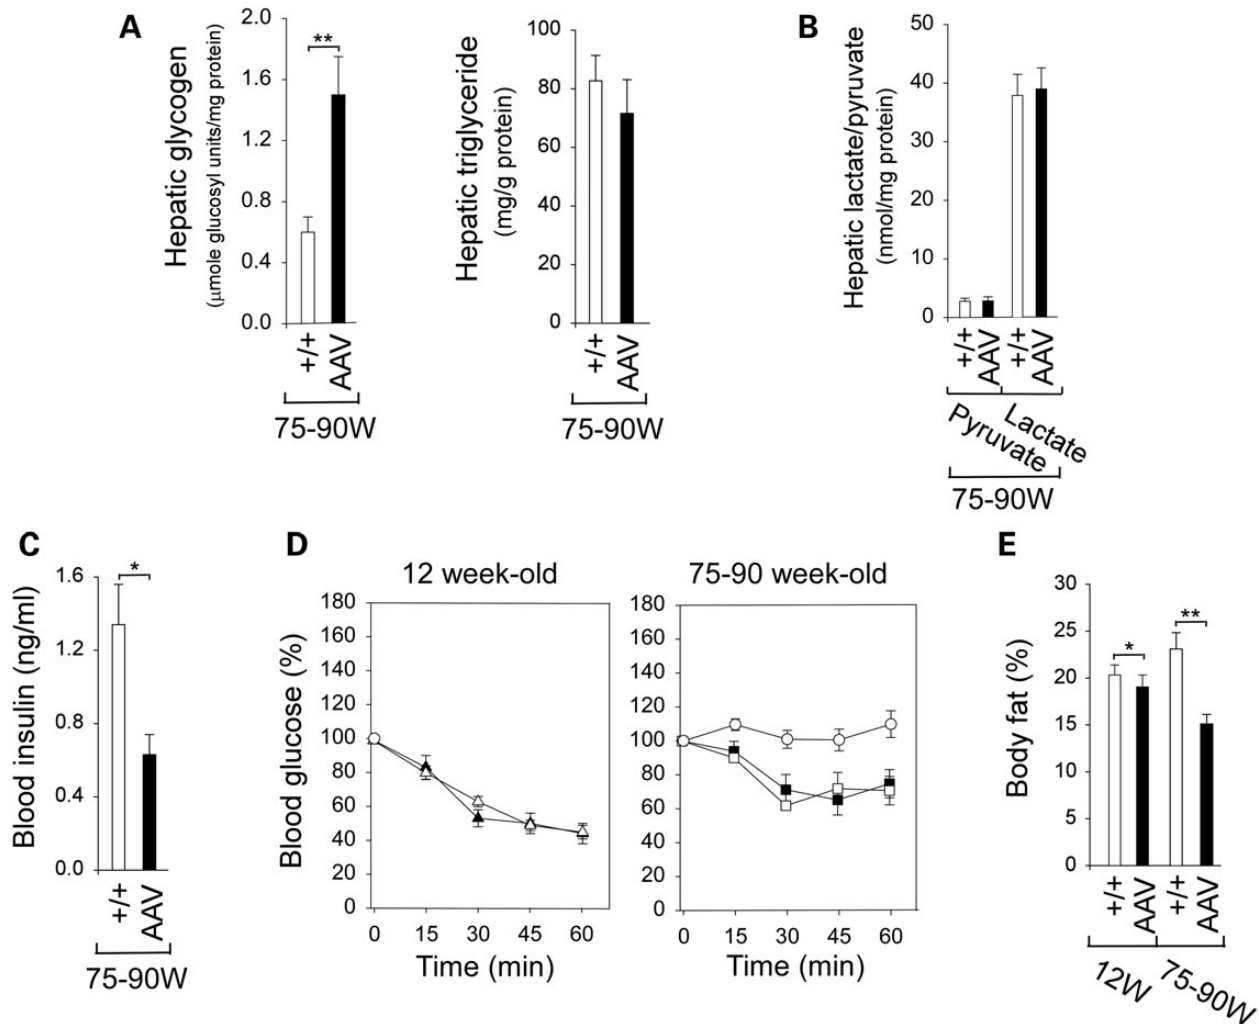 A
Hepatic glycogen
(μmole glucosyl units/mg protein)
2.0
1.6
1.2
0.8
0.4
0.0
**
+/+
AAV
75-90W
Hepatic triglyceride
(mg/g protein)
100
80
60
40
20
0
+/+
AAV
75-90W
B
Hepatic lactate/pyruvate
(nmol/mg protein)
50
40
30
20
10
0
+/+
AAV
+/+
AAV
Pyruvate
Lactate
75-90W
C
Blood insulin (ng/ml)
1.6
1.2
0.8
0.4
0.0
*
+/+
AAV
75-90W
D
12 week-old
Blood glucose (%)
180
160
140
120
100
80
60
40
20
0
0 15 30 45 60
Time (min)
75-90 week-old
180
160
140
120
100
80
60
40
20
0
0 15 30 45 60
Time (min)
E
Body fat (%)
30
25
20
15
10
5
0
*
**
+/+
AAV
+/+
AAV
12W
75-90W